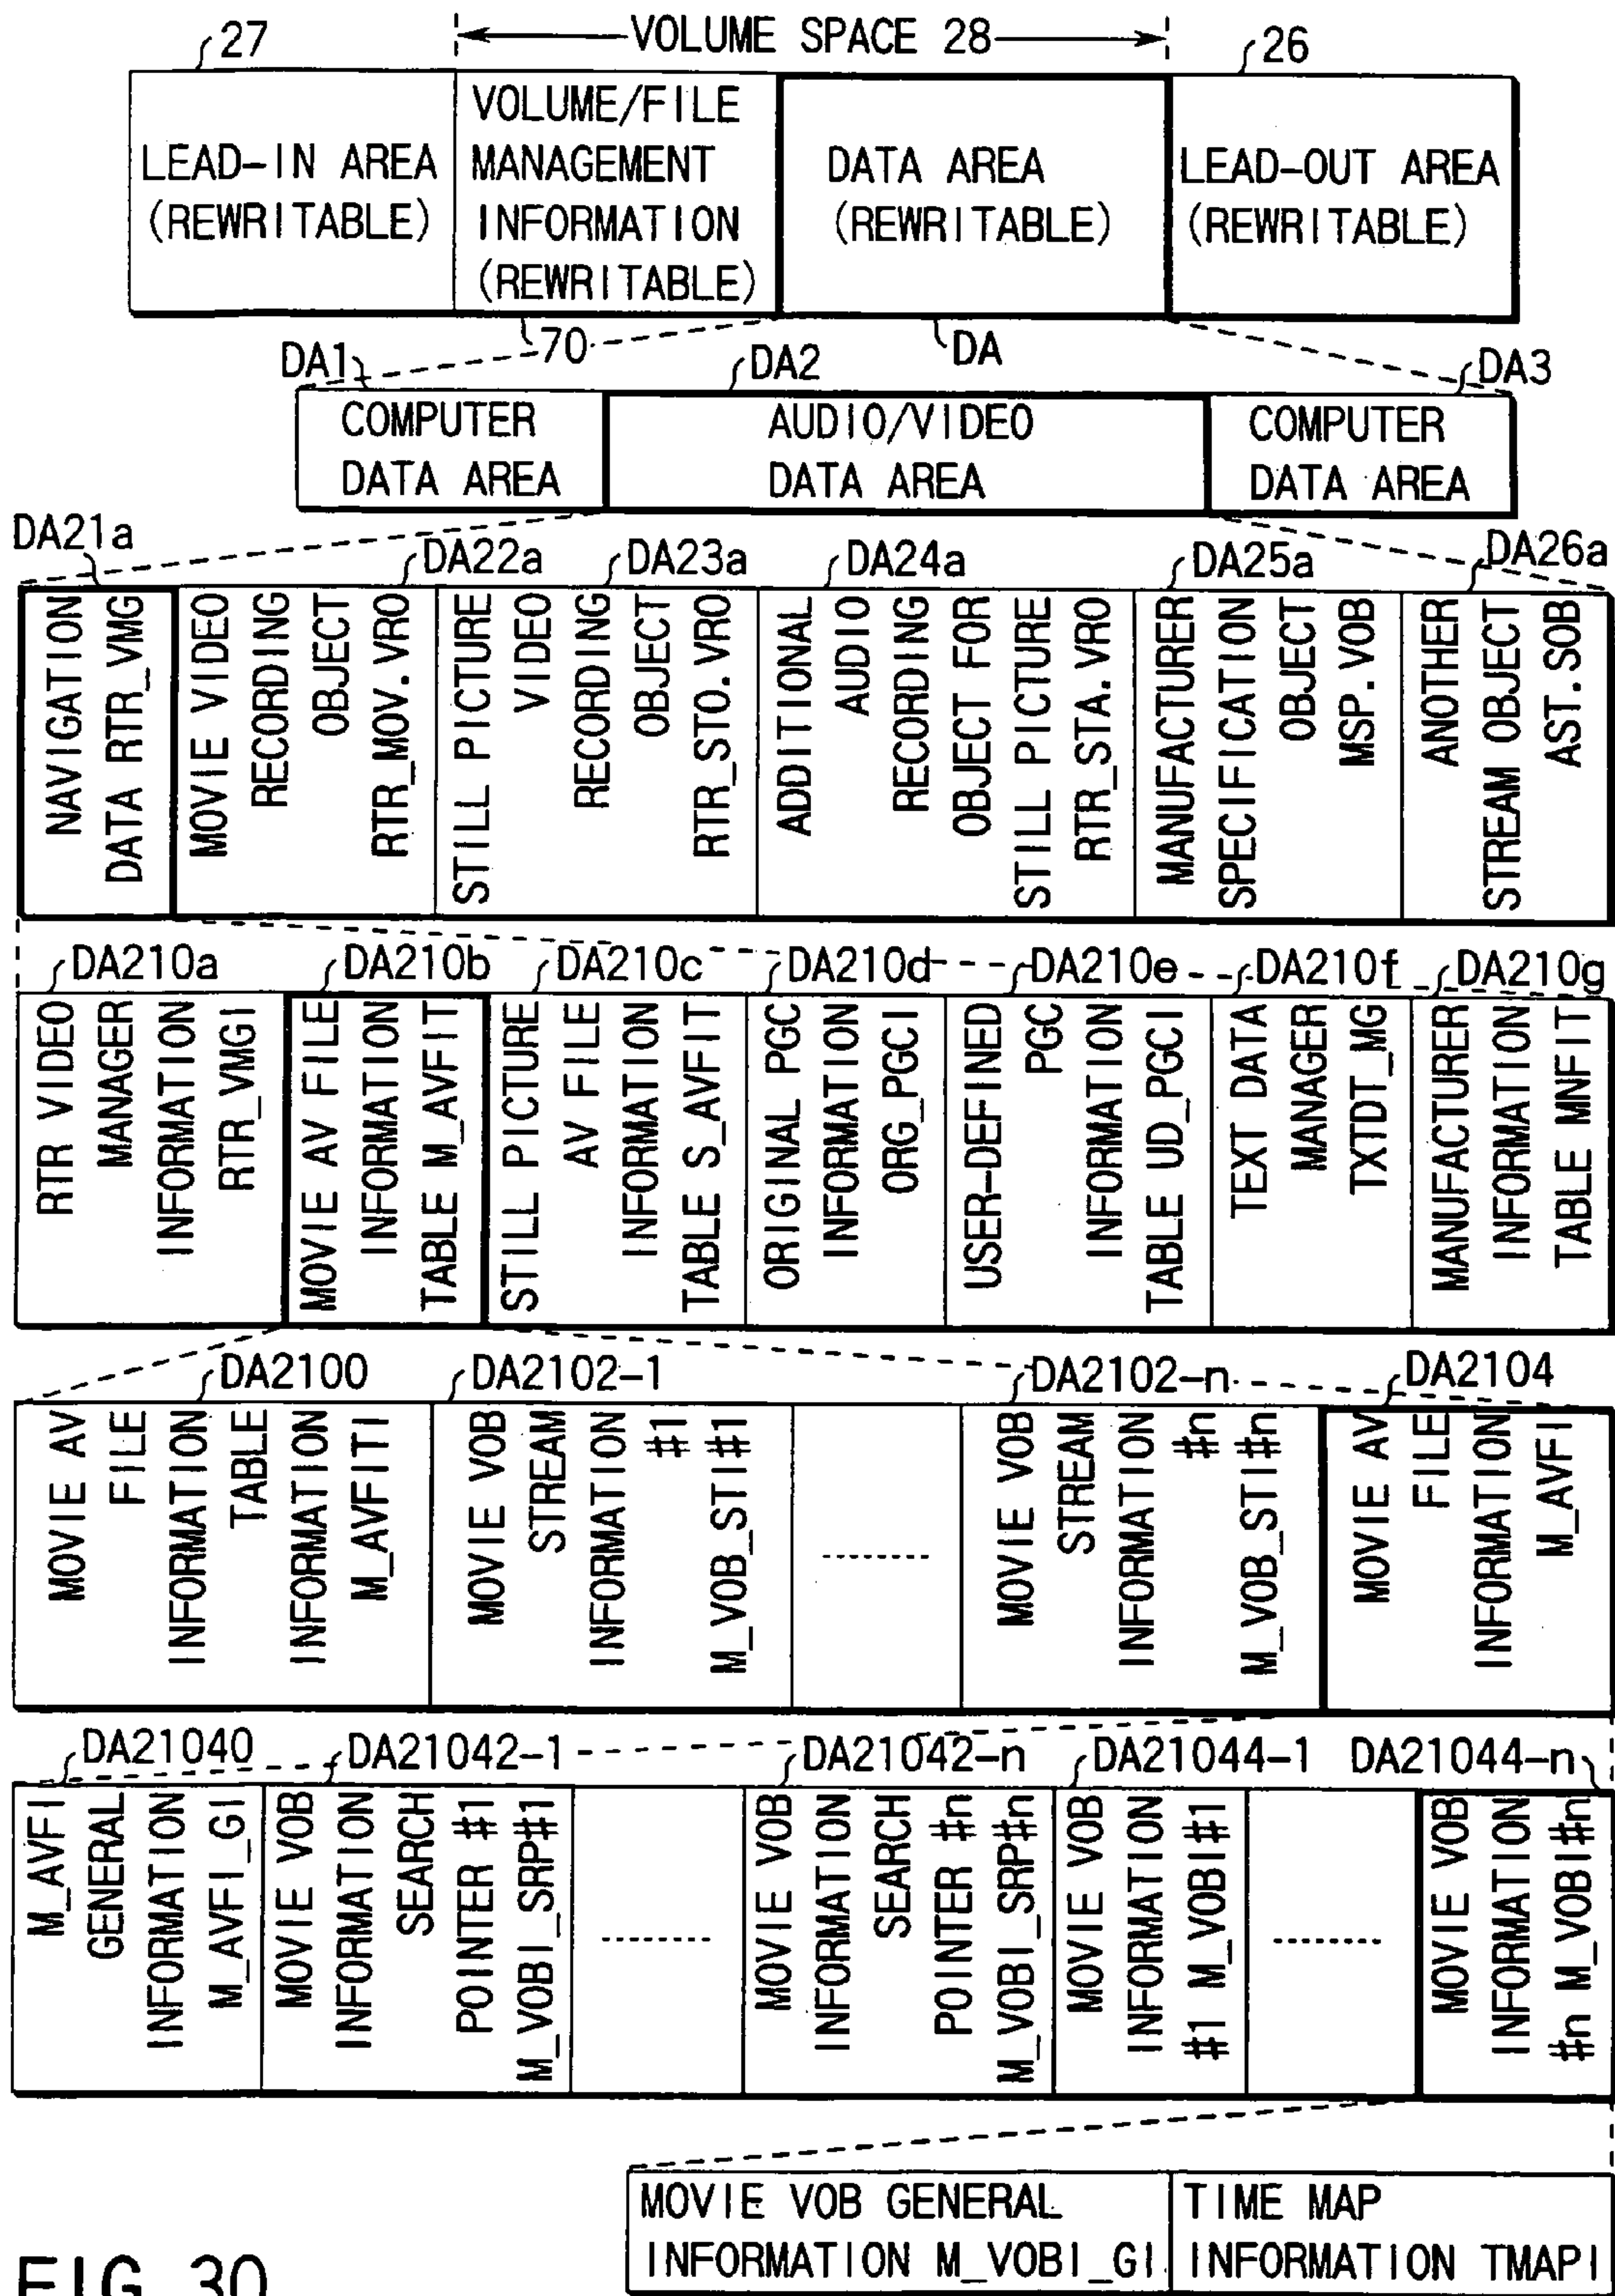 27
VOLUME SPACE 28
26
LEAD-IN AREA
(REWRITABLE)
VOLUME/FILE
MANAGEMENT
INFORMATION
(REWRITABLE)
DATA AREA
(REWRITABLE)
LEAD-OUT AREA
(REWRITABLE)
70
DA
DA1
DA2
DA3
COMPUTER
DATA AREA
AUDIO/VIDEO
DATA AREA
COMPUTER
DATA AREA
DA21a
DA22a
DA23a
DA24a
DA25a
DA26a
NAVIGATION
DATA RTR_VMG
MOVIE VIDEO
RECORDING
OBJECT
RTR_MOV.VRO
STILL PICTURE
VIDEO
RECORDING
OBJECT
RTR_STO.VRO
ADDITIONAL
AUDIO
RECORDING
OBJECT FOR
STILL PICTURE
RTR_STA.VRO
MANUFACTURER
SPECIFICATION
OBJECT
MSP.VOB
ANOTHER
STREAM OBJECT
AST.SOB
DA210a
DA210b
DA210c
DA210d
DA210e
DA210f
DA210g
RTR VIDEO
MANAGER
INFORMATION
RTR_VMGI
MOVIE AV FILE
INFORMATION
TABLE M_AVFIT
STILL PICTURE
AV FILE
INFORMATION
TABLE S_AVFIT
ORIGINAL PGC
INFORMATION
ORG_PGCI
USER-DEFINED
PGC
INFORMATION
TABLE UD_PGCI
TEXT DATA
MANAGER
TXTDT_MG
MANUFACTURER
INFORMATION
TABLE MNFIT
DA2100
DA2102-1
DA2102-n
DA2104
MOVIE AV
FILE
INFORMATION
TABLE
INFORMATION
M_AVFITI
MOVIE VOB
STREAM
INFORMATION
#1
M_VOB_STI#1
MOVIE VOB
STREAM
INFORMATION
#n
M_VOB_STI#n
MOVIE AV
FILE
INFORMATION
M_AVFI
DA21040
DA21042-1
DA21042-n
DA21044-1
DA21044-n
M_AVFI
GENERAL
INFORMATION
M_AVFI_GI
MOVIE VOB
INFORMATION
SEARCH
POINTER #1
M_VOBI_SRP#1
MOVIE VOB
INFORMATION
SEARCH
POINTER #n
M_VOBI_SRP#n
MOVIE VOB
INFORMATION
#1 M_VOBI#1
MOVIE VOB
INFORMATION
#n M_VOBI#n
MOVIE VOB GENERAL
INFORMATION M_VOBI_GI
TIME MAP
INFORMATION TMAPI
FIG. 30